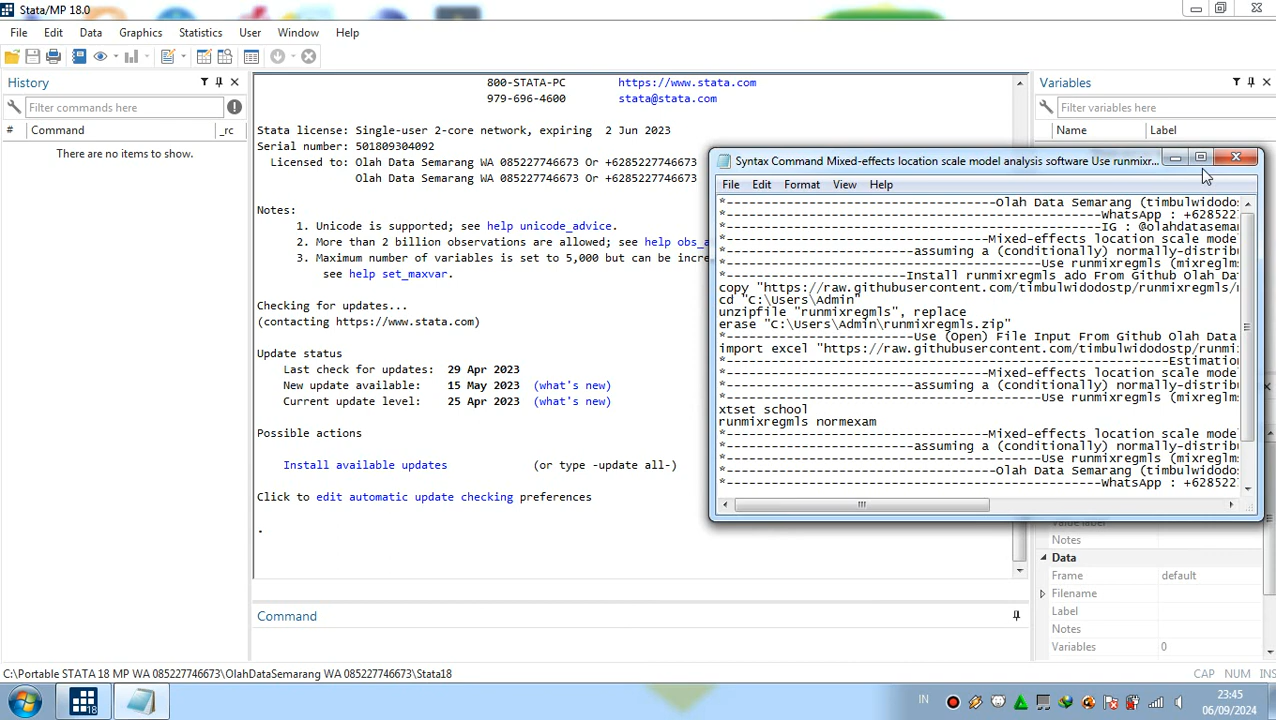 Stata/MP 18.0
File Edit Data Graphics Statistics User Window Help
History
Filter commands here
# Command _rc
There are no items to show.
800-STATA-PC https://www.stata.com
979-696-4600 stata@stata.com
Stata license: Single-user 2-core network, expiring 2 Jun 2023
Serial number: 501809304092
Licensed to: Olah Data Semarang WA 085227746673 Or +6285227746673
Olah Data Semarang WA 085227746673 Or +6285227746673
Notes:
1. Unicode is supported; see help unicode_advice.
2. More than 2 billion observations are allowed; see help obs_a
3. Maximum number of variables is set to 5,000 but can be incre
see help set_maxvar.
Checking for updates...
(contacting https://www.stata.com)
Update status
Last check for updates: 29 Apr 2023
New update available: 15 May 2023 (what's new)
Current update level: 25 Apr 2023 (what's new)
Possible actions
Install available updates (or type -update all-)
Click to edit automatic update checking preferences
.
Command
Variables
Filter variables here
Name Label
Syntax Command Mixed-effects location scale model analysis software Use runmixr...
File Edit Format View Help
*-----------------------------------Olah Data Semarang (timbulwidodos
*-------------------------------------------------WhatsApp : +628522
*-------------------------------------------------IG : @olahdataseman
*----------------------------------Mixed-effects locations scale mode
*-------------------------assuming a (conditionally) normally-distrib
*-----------------------------------------Use runmixregmls (mixregmls
*------------------------Install runmixregmls ado From Github Olah Dat
copy "https://raw.githubusercontent.com/timbulwidodostp/runmixregmls/
cd "C:\Users\Admin"
unzipfile "runmixregmls", replace
erase "C:\Users\Admin\runmixregmls.zip"
*-----------------------------Use (Open) File Input From Github Olah Data
import excel "https://raw.githubusercontent.com/timbulwidodostp/runmi
*------------------------------------------------------------Estimation
*----------------------------------Mixed-effects location scale mode
*-------------------------assuming a (conditionally) normally-distrib
*-----------------------------------------Use runmixregmls (mixregmls
xtset school
runmixregmls normexam
*----------------------------------Mixed-effects location scale mode
*-------------------------assuming a (conditionally) normally-distrib
*-----------------------------------------Use runmixregmls (mixregmls
*-----------------------------------Olah Data Semarang (timbulwidodos
*-------------------------------------------------WhatsApp : +628522
Notes
Data
Frame default
Filename
Label
Notes
Variables 0
C:\Portable STATA 18 MP WA 085227746673\OlahDataSemarang WA 085227746673\Stata18
CAP NUM INS
18
IN
23:45
06/09/2024